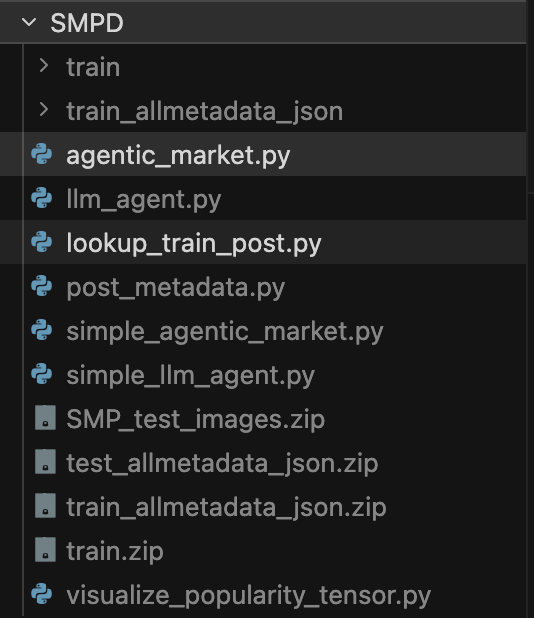 SMPD
train
train_allmetadata_json
agentic_market.py
llm_agent.py
lookup_train_post.py
post_metadata.py
simple_agentic_market.py
simple_llm_agent.py
SMP_test_images.zip
test_allmetadata_json.zip
train_allmetadata_json.zip
train.zip
visualize_popularity_tensor.py